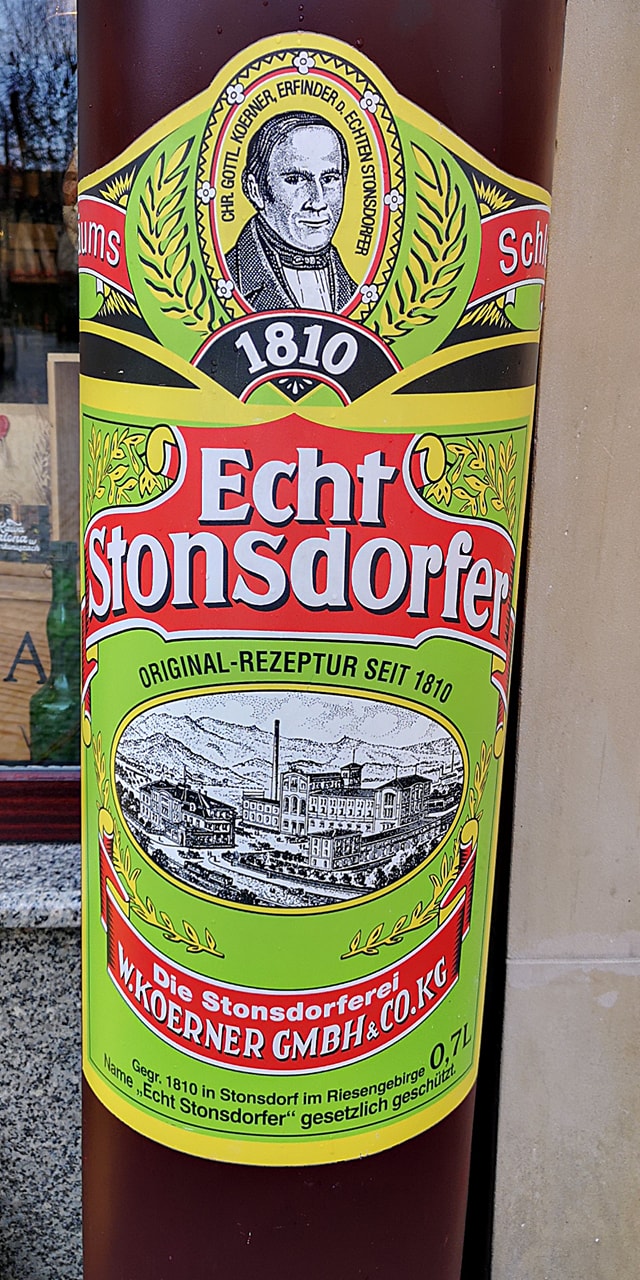 CHR. GOTTL. KOERNER, ERFINDER D. ECHTEN STONSDORFER
1810
Echt
Stonsdorfer
ORIGINAL-REZEPTUR SEIT 1810
Die Stonsdorferei
W. KOERNER GMBH & CO. KG
Gegr. 1810 in Stonsdorf im Riesengebirge 0,7L
Name „Echt Stonsdorfer“ gesetzlich geschützt.
A